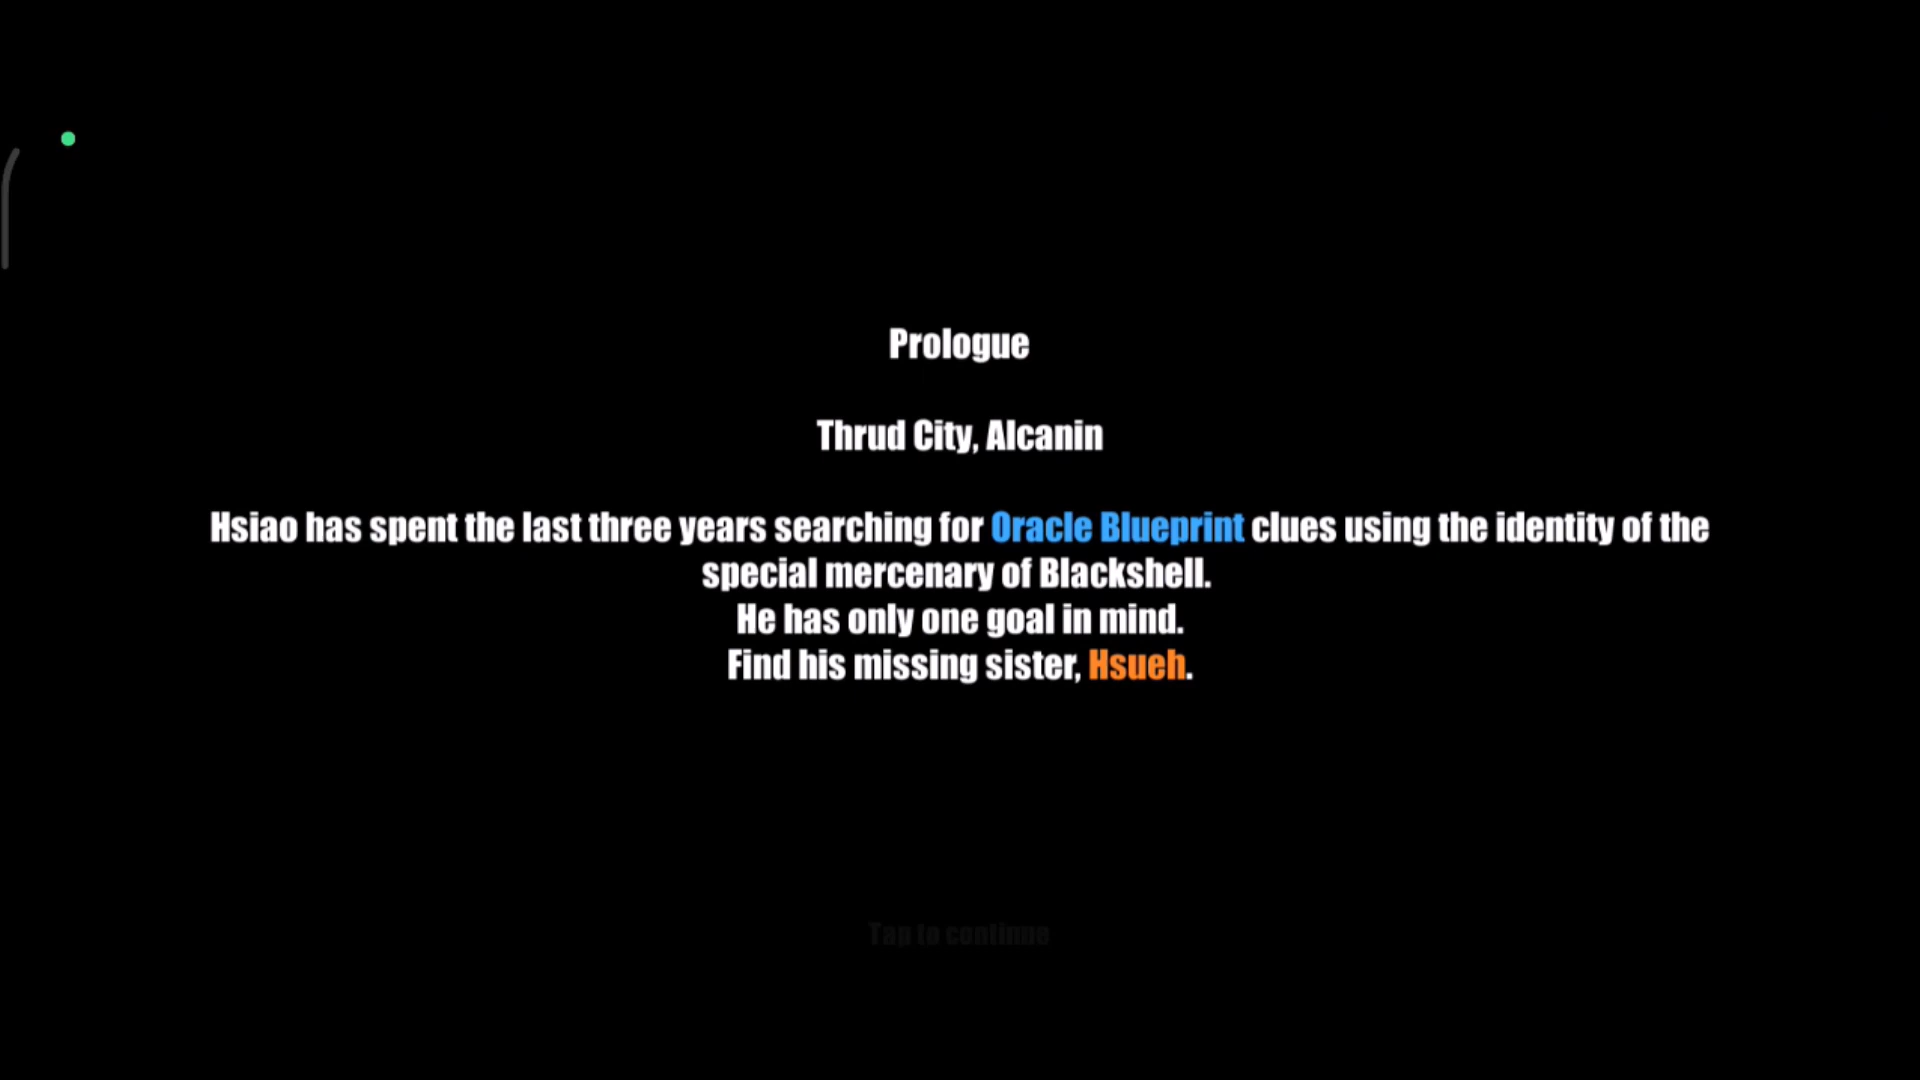 Prologue
Thrud City, Alcanin
Hsiao has spent the last three years searching for Oracle Blueprint clues using the identity of the
special mercenary of Blackshell.
He has only one goal in mind.
Find his missing sister, Hsueh.
Tap to continue